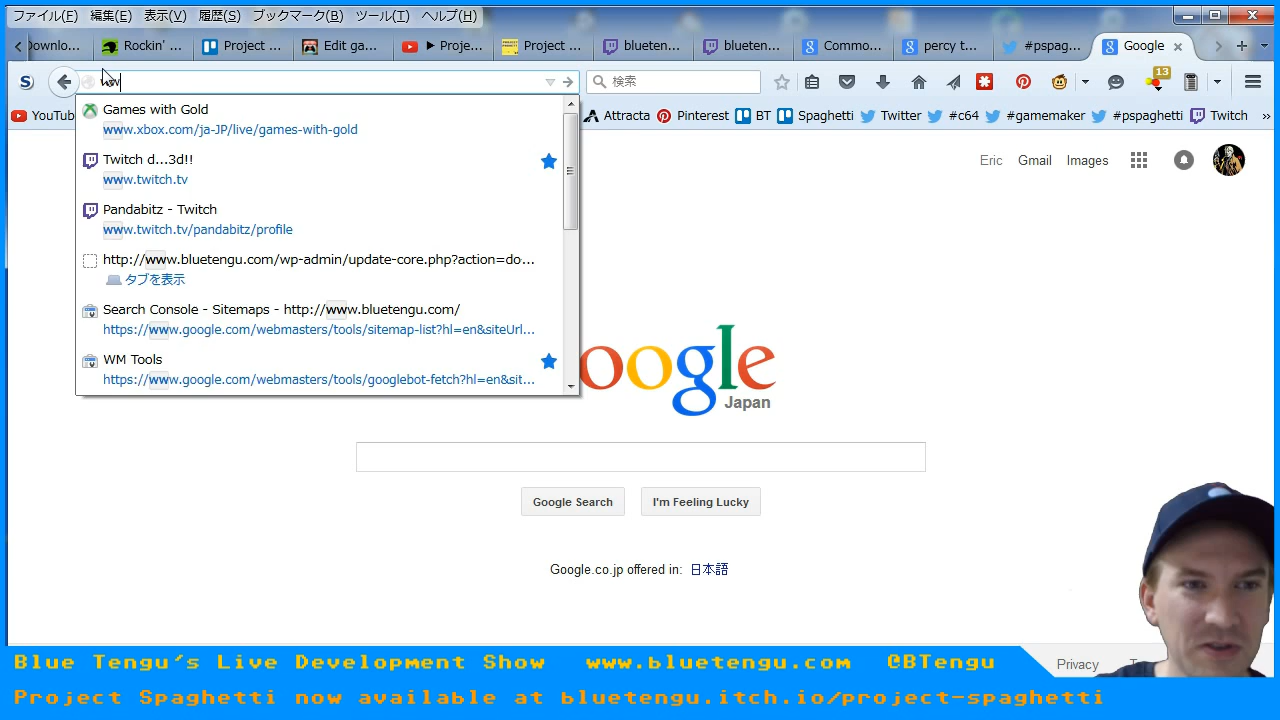 ファイル(F) 編集(E) 表示(V) 履歴(S) ブックマーク(B) ツール(T) ヘルプ(H)
Downlo... Rockin' ... Project ... Edit ga... ▶ Proje... Project ... blueten... blueten... Commo... percy t... #pspag... Google
S 検索 13
YouTub Attracta Pinterest BT Spaghetti Twitter #c64 #gamemaker #pspaghetti Twitch »
Games with Gold
www.xbox.com/ja-JP/live/games-with-gold
Twitch d...3d!!
www.twitch.tv
Pandabitz - Twitch
www.twitch.tv/pandabitz/profile
http://www.bluetengu.com/wp-admin/update-core.php?action=do...
タブを表示
Search Console - Sitemaps - http://www.bluetengu.com/
https://www.google.com/webmasters/tools/sitemap-list?hl=en&siteUrl...
WM Tools
https://www.google.com/webmasters/tools/googlebot-fetch?hl=en&sit...
Eric Gmail Images
oogle
Japan
Google Search I'm Feeling Lucky
Google.co.jp offered in: 日本語
Privacy
Blue Tengu's Live Development Show www.bluetengu.com @BTengu
Project Spaghetti now available at bluetengu.itch.io/project-spaghetti